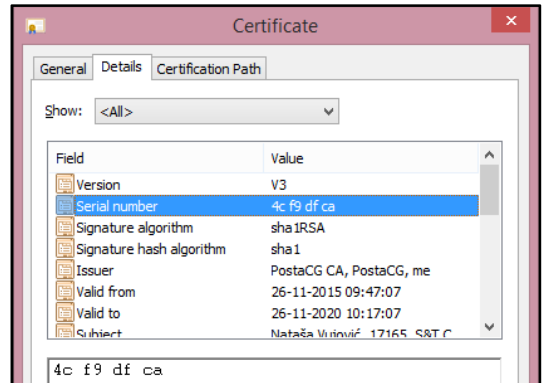 Certificate
General Details Certification Path
Show: <All>
Field Value
Version V3
Serial number 4c f9 df ca
Signature algorithm sha1RSA
Signature hash algorithm sha1
Issuer PostaCG CA, PostaCG, me
Valid from 26-11-2015 09:47:07
Valid to 26-11-2020 10:17:07
Subject Nataša Vujović, 17165, S&T C
4c f9 df ca